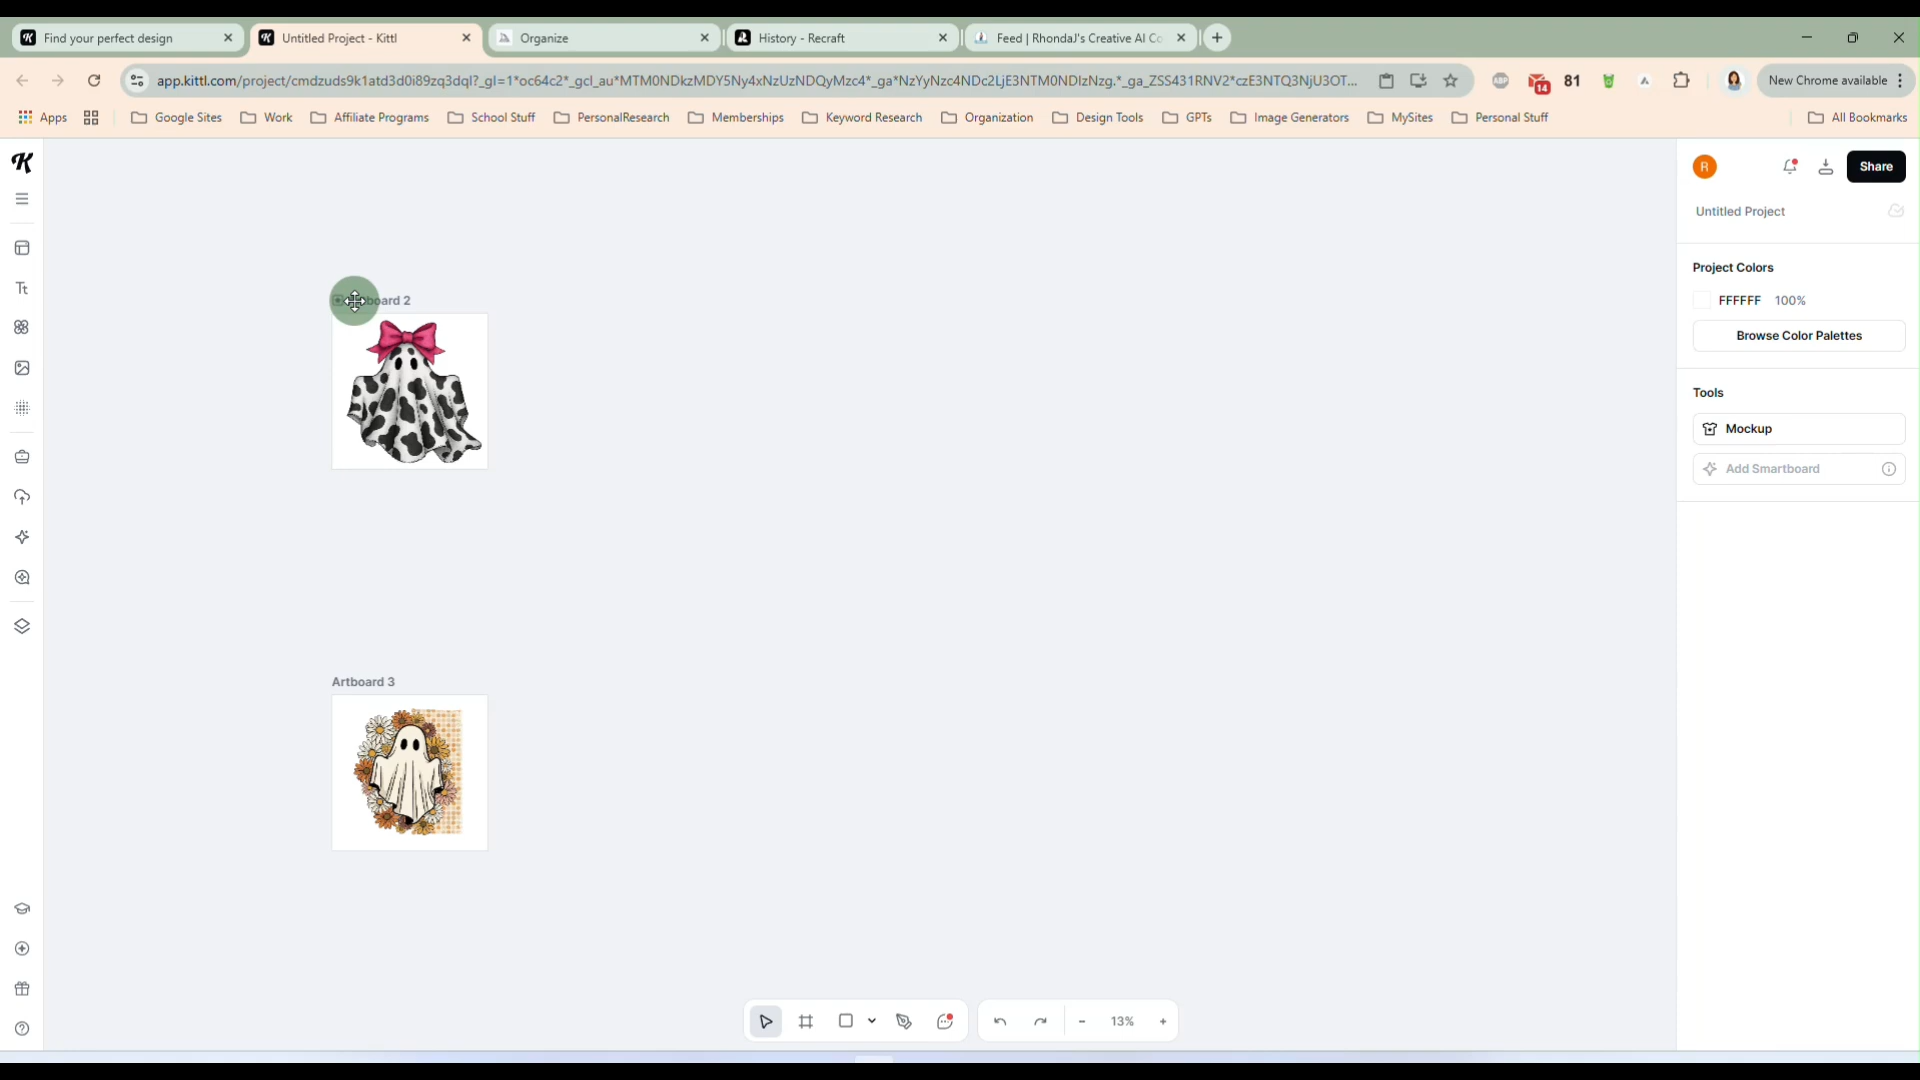 Find your perfect design
Untitled Project - Kittl
Organize
History - Recraft
Feed | RhondaJ's Creative AI Co
app.kittl.com/project/cmdzuds9k1atd3d0i89zq3dql?_gl=1*oc64c2*_gcl_au*MTM0NDkzMDY5Ny4xNzUzNDQyMzc4*_ga*NzYyNzc4NDc2LjE3NTM0NDIzNzg.*_ga_ZSS431RNV2*czE3NTQ3NjU3OT...
ABP
14
81
New Chrome available
Apps
Google Sites
Work
Affiliate Programs
School Stuff
PersonalResearch
Memberships
Keyword Research
Organization
Design Tools
GPTs
Image Generators
MySites
Personal Stuff
All Bookmarks
R
Share
Untitled Project
Project Colors
FFFFFF 100%
Browse Color Palettes
Tools
Mockup
Add Smartboard
board 2
Artboard 3
Tt
13%